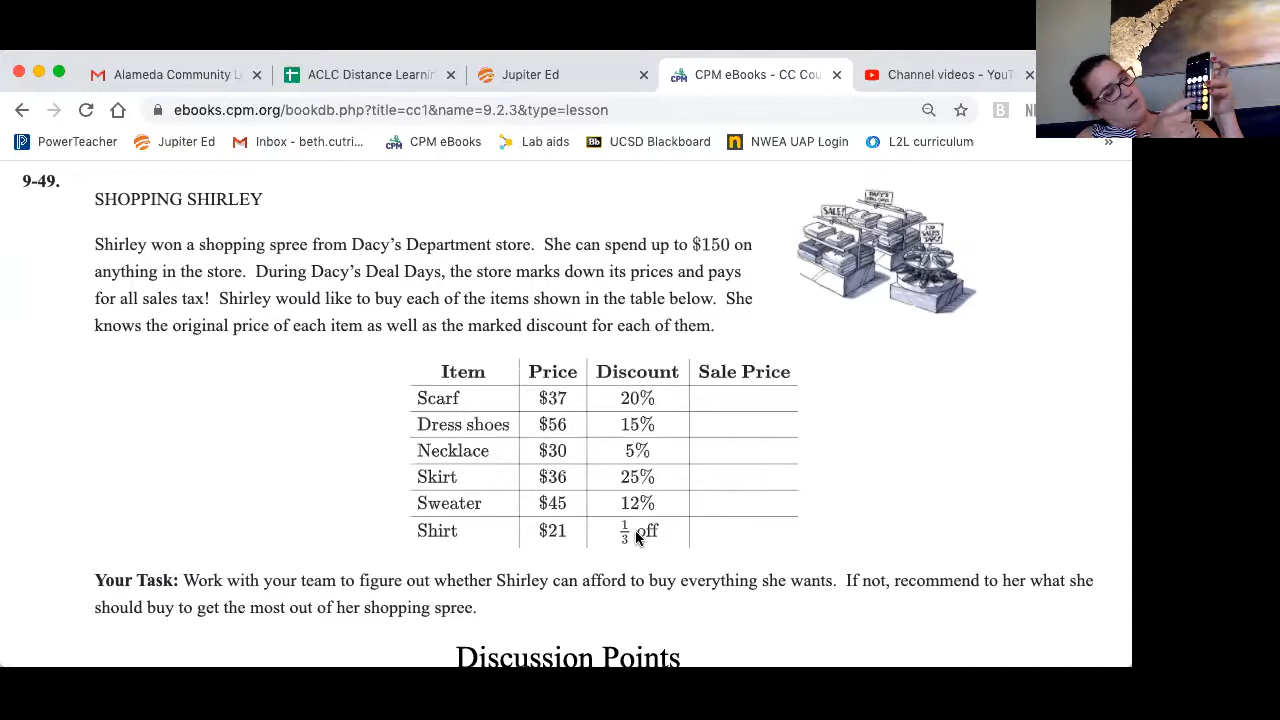 Alameda Community L
ACLC Distance Learnin
Jupiter Ed
CPM eBooks - CC Cou
Channel videos - YouT
ebooks.cpm.org/bookdb.php?title=cc1&name=9.2.3&type=lesson
PowerTeacher
Jupiter Ed
Inbox - beth.cutri...
CPM eBooks
Lab aids
Bb UCSD Blackboard
NWEA UAP Login
L2L curriculum
9-49.
SHOPPING SHIRLEY
SALE!
NO SALES TAX!
Shirley won a shopping spree from Dacy’s Department store. She can spend up to $150 on
anything in the store. During Dacy’s Deal Days, the store marks down its prices and pays
for all sales tax! Shirley would like to buy each of the items shown in the table below. She
knows the original price of each item as well as the marked discount for each of them.
Item Price Discount Sale Price
Scarf $37 20%
Dress shoes $56 15%
Necklace $30 5%
Skirt $36 25%
Sweater $45 12%
Shirt $21 1/3 off
Your Task: Work with your team to figure out whether Shirley can afford to buy everything she wants. If not, recommend to her what she
should buy to get the most out of her shopping spree.
Discussion Points